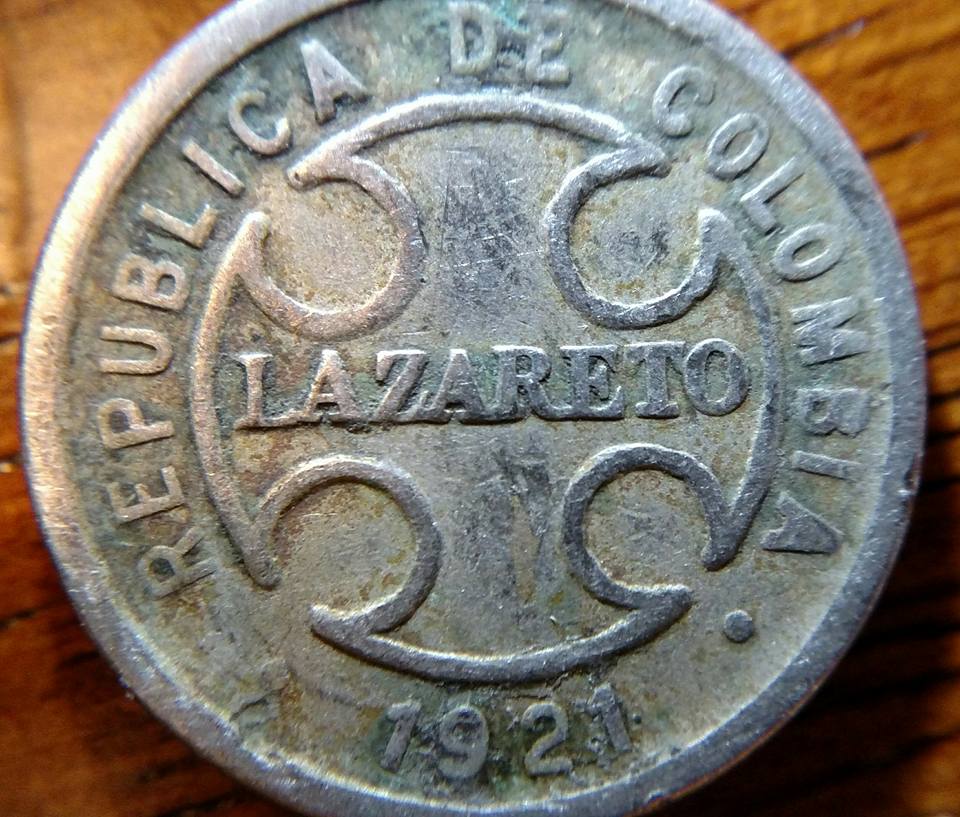 REPUBLICA DE COLOMBIA
LAZARETO
1921